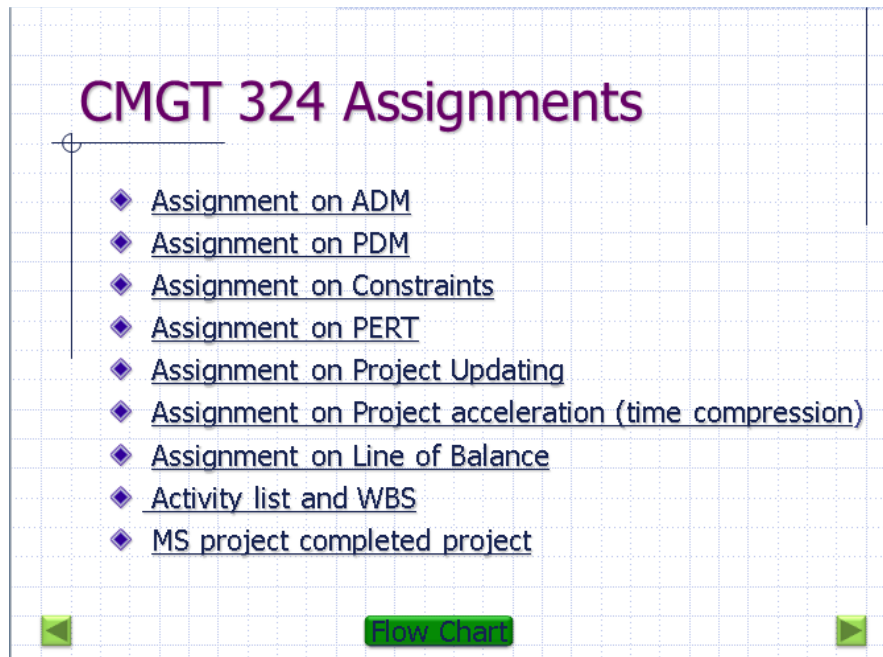 CMGT 324 Assignments
Assignment on ADM
Assignment on PDM
Assignment on Constraints
Assignment on PERT
Assignment on Project Updating
Assignment on Project acceleration (time compression)
Assignment on Line of Balance
Activity list and WBS
MS project completed project
Flow Chart